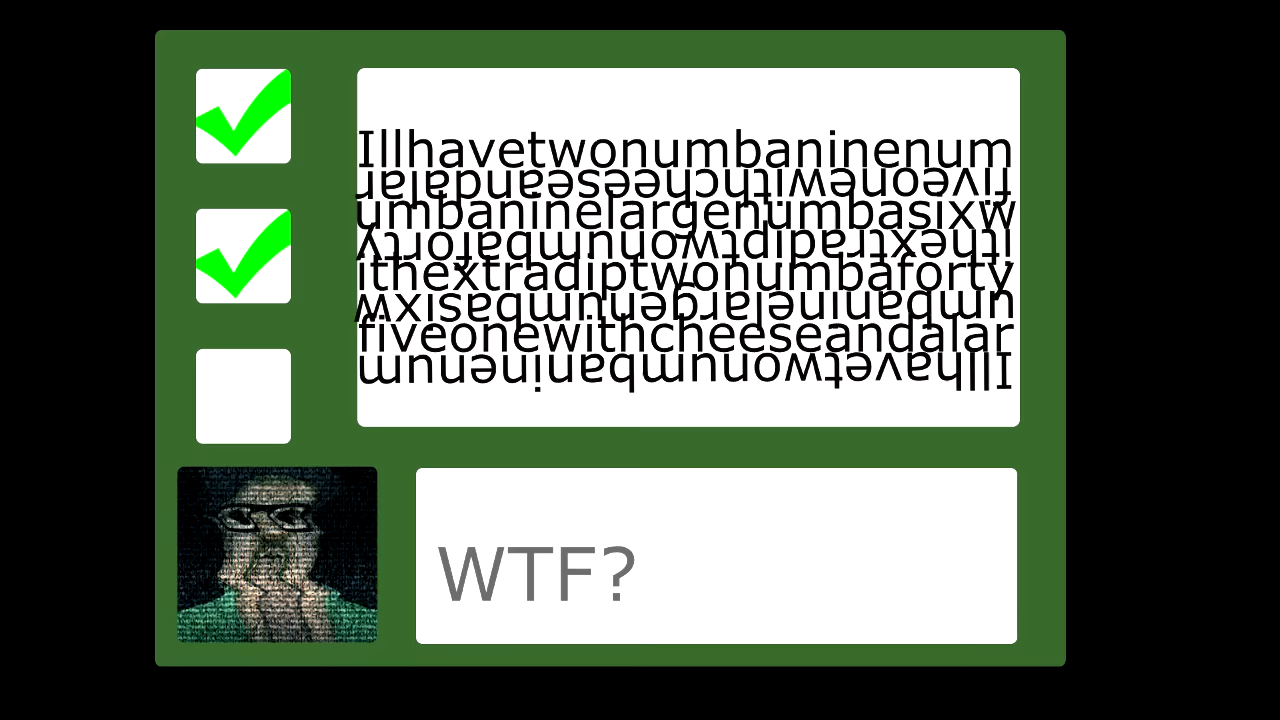 Illhavetwonumbaninenum
fiveonewithcheeseandalar
umbaninelargenumbasixw
ithextradiptwonumbaforty
ithextradiptwonumbaforty
umbaninelargenumbasixw
fiveonewithcheeseandalar
Illhavetwonumbaninenum
WTF?